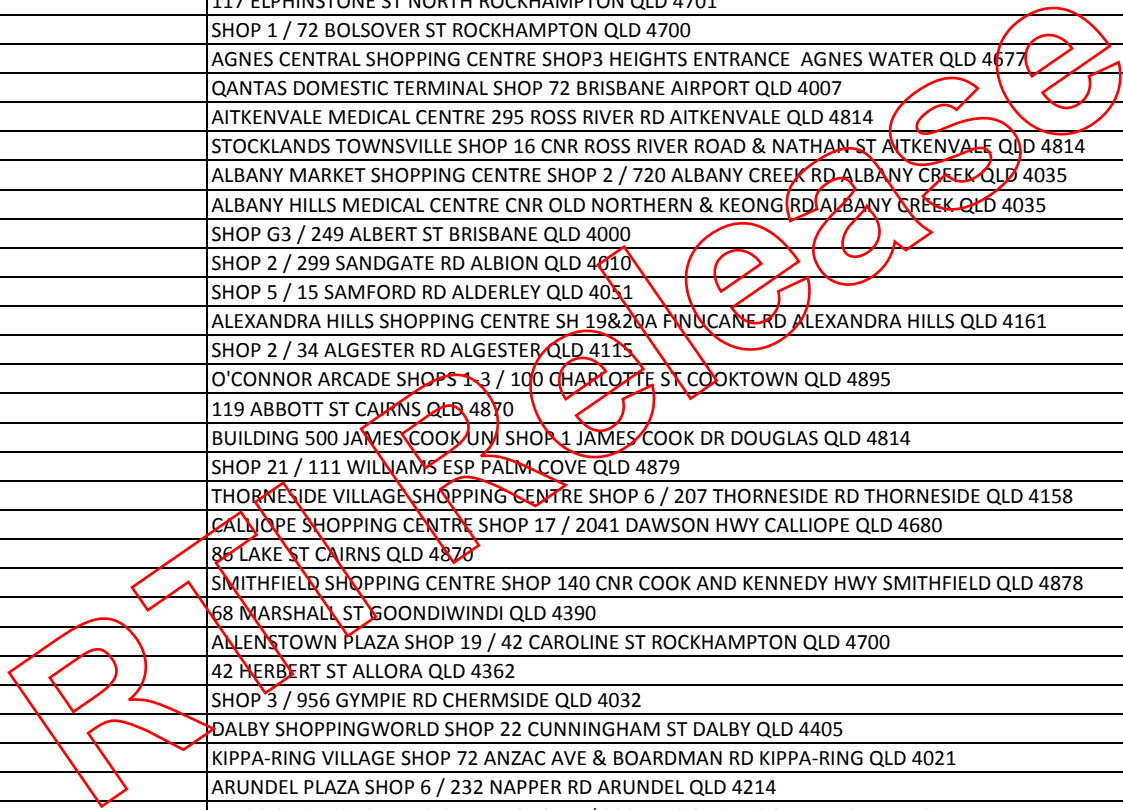 117 ELPHINSTONE ST NORTH ROCKHAMPTON QLD 4701
SHOP 1 / 72 BOLSOVER ST ROCKHAMPTON QLD 4700
AGNES CENTRAL SHOPPING CENTRE SHOP3 HEIGHTS ENTRANCE  AGNES WATER QLD 4677
QANTAS DOMESTIC TERMINAL SHOP 72 BRISBANE AIRPORT QLD 4007
AITKENVALE MEDICAL CENTRE 295 ROSS RIVER RD AITKENVALE QLD 4814
STOCKLANDS TOWNSVILLE SHOP 16 CNR ROSS RIVER ROAD & NATHAN ST AITKENVALE QLD 4814
ALBANY MARKET SHOPPING CENTRE SHOP 2 / 720 ALBANY CREEK RD ALBANY CREEK QLD 4035
ALBANY HILLS MEDICAL CENTRE CNR OLD NORTHERN & KEONG RD ALBANY CREEK QLD 4035
SHOP G3 / 249 ALBERT ST BRISBANE QLD 4000
SHOP 2 / 299 SANDGATE RD ALBION QLD 4010
SHOP 5 / 15 SAMFORD RD ALDERLEY QLD 4051
ALEXANDRA HILLS SHOPPING CENTRE SH 19&20A FINUCANE RD ALEXANDRA HILLS QLD 4161
SHOP 2 / 34 ALGESTER RD ALGESTER QLD 4115
O'CONNOR ARCADE SHOPS 1-3 / 100 CHARLOTTE ST COOKTOWN QLD 4895
119 ABBOTT ST CAIRNS QLD 4870
BUILDING 500 JAMES COOK UNI SHOP 1 JAMES COOK DR DOUGLAS QLD 4814
SHOP 21 / 111 WILLIAMS ESP PALM COVE QLD 4879
THORNESIDE VILLAGE SHOPPING CENTRE SHOP 6 / 207 THORNESIDE RD THORNESIDE QLD 4158
CALLIOPE SHOPPING CENTRE SHOP 17 / 2041 DAWSON HWY CALLIOPE QLD 4680
86 LAKE ST CAIRNS QLD 4870
SMITHFIELD SHOPPING CENTRE SHOP 140 CNR COOK AND KENNEDY HWY SMITHFIELD QLD 4878
68 MARSHALL ST GOONDIWINDI QLD 4390
ALLENSTOWN PLAZA SHOP 19 / 42 CAROLINE ST ROCKHAMPTON QLD 4700
42 HERBERT ST ALLORA QLD 4362
SHOP 3 / 956 GYMPIE RD CHERMSIDE QLD 4032
DALBY SHOPPINGWORLD SHOP 22 CUNNINGHAM ST DALBY QLD 4405
KIPPA-RING VILLAGE SHOP 72 ANZAC AVE & BOARDMAN RD KIPPA-RING QLD 4021
ARUNDEL PLAZA SHOP 6 / 232 NAPPER RD ARUNDEL QLD 4214
RTI Release